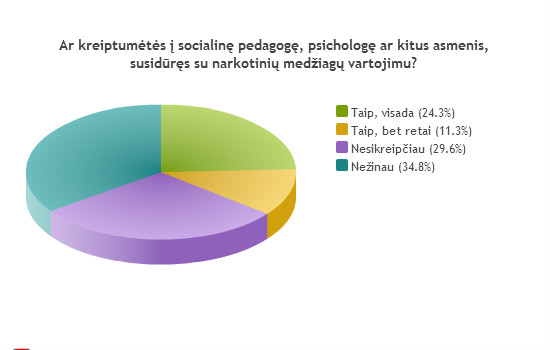 Ar kreiptumėtės į socialinę pedagogę, psichologę ar kitus asmenis,
susidūręs su narkotinių medžiagų vartojimu?
Taip, visada (24.3%)
Taip, bet retai (11.3%)
Nesikreipčiau (29.6%)
Nežinau (34.8%)